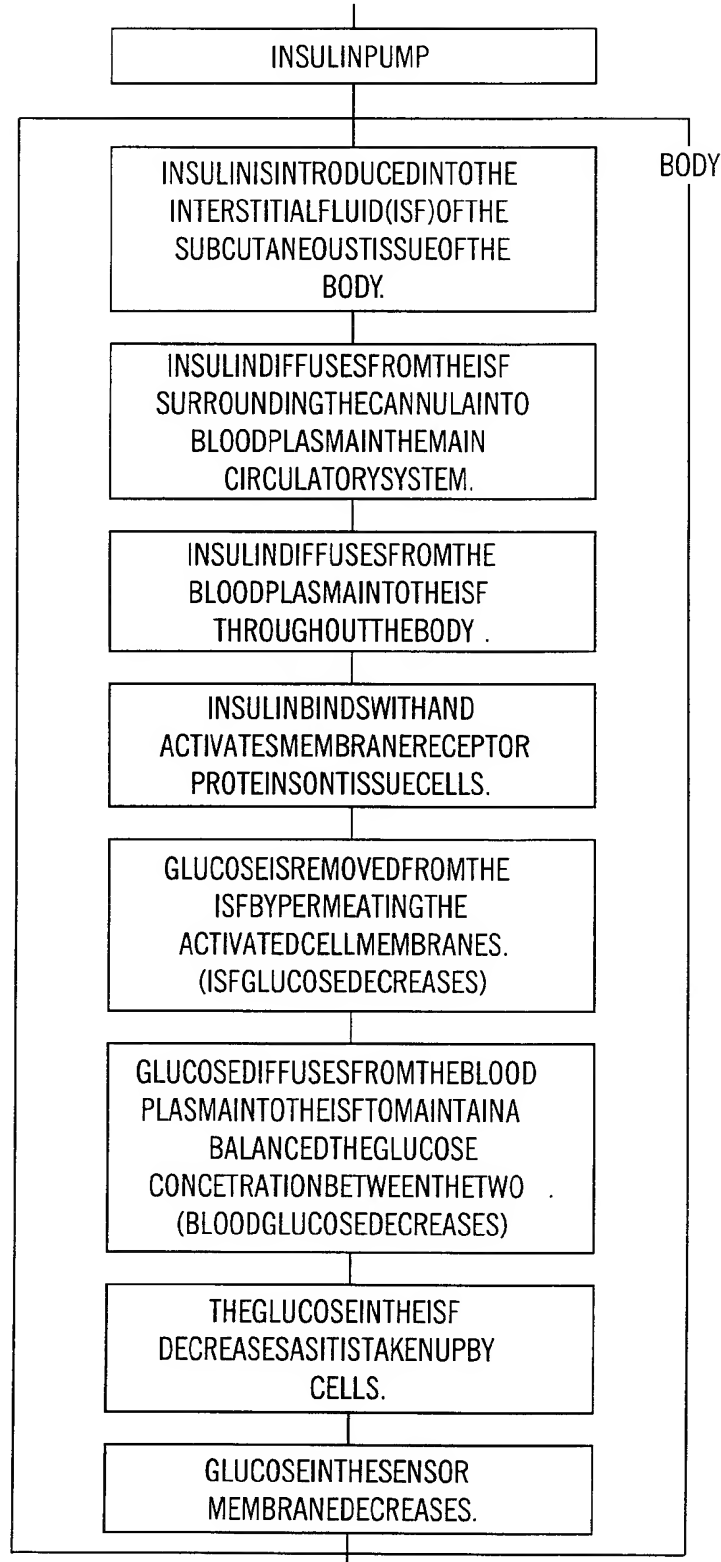 INSULINPUMP
BODY
INSULINISINTRODUCEDINTOTHE
INTERSTITIALFLUID(ISF)OFTHE
SUBCUTANEOUSTISSUEOFTHE
BODY.
INSULINDIFFUSESFROMTHEISF
SURROUNDINGTHECANNULAINTO
BLOODPLASMAINTHEMAIN
CIRCULATORYSYSTEM.
INSULINDIFFUSESFROMTHE
BLOODPLASMAINTOTHEISF
THROUGHOUTTHEBODY .
INSULINBINDSWITHAND
ACTIVATESMEMBRANERECEPTOR
PROTEINSONTISSUECELLS.
GLUCOSEISREMOVEDFROMTHE
ISFBYPERMEATINGTHE
ACTIVATEDCELLMEMBRANES.
(ISFGLUCOSEDECREASES)
GLUCOSEDIFFUSESFROMTHEBLOOD
PLASMAINTOTHEISFTOMAINTAINA
BALANCEDTHEGLUCOSE
CONCETRATIONBETWEENTHETWO .
(BLOODGLUCOSEDECREASES)
THEGLUCOSEINTHEISF
DECREASESASITISTAKENUPBY
CELLS.
GLUCOSEINTHESENSOR
MEMBRANEDECREASES.